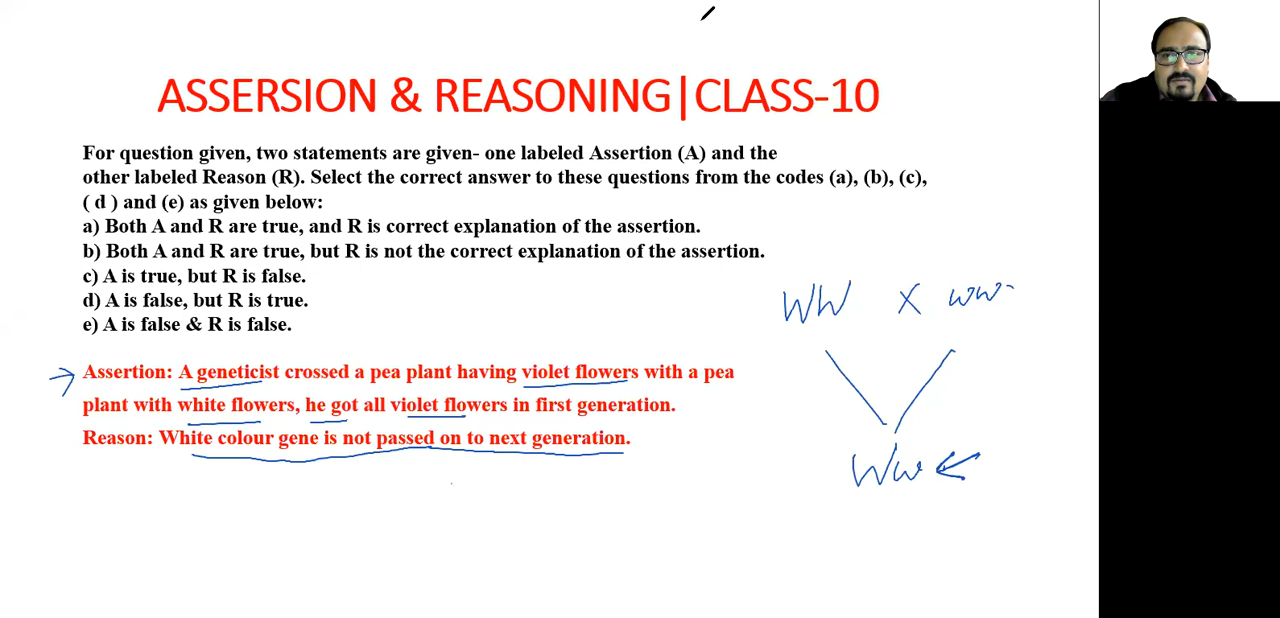 ASSERSION & REASONING|CLASS-10
For question given, two statements are given- one labeled Assertion (A) and the
other labeled Reason (R). Select the correct answer to these questions from the codes (a), (b), (c),
( d ) and (e) as given below:
a) Both A and R are true, and R is correct explanation of the assertion.
b) Both A and R are true, but R is not the correct explanation of the assertion.
c) A is true, but R is false.
d) A is false, but R is true.
e) A is false & R is false.
WW X ww
Assertion: A geneticist crossed a pea plant having violet flowers with a pea
plant with white flowers, he got all violet flowers in first generation.
Reason: White colour gene is not passed on to next generation.
Ww